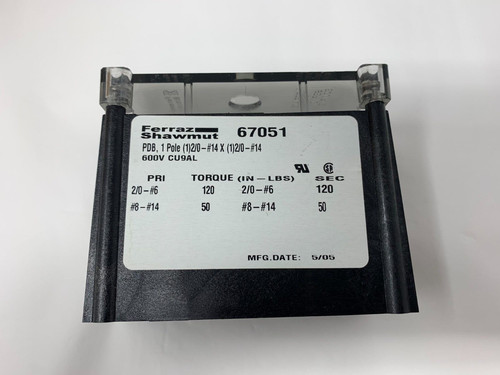 Ferraz
Shawmut 67051
PDB, 1 Pole (1)2/0-#14 X (1)2/0-#14
600V CU9AL
PRI TORQUE (IN-LBS) SEC
2/0-#6 120 2/0-#6 120
#8-#14 50 #8-#14 50
MFG.DATE: 5/05